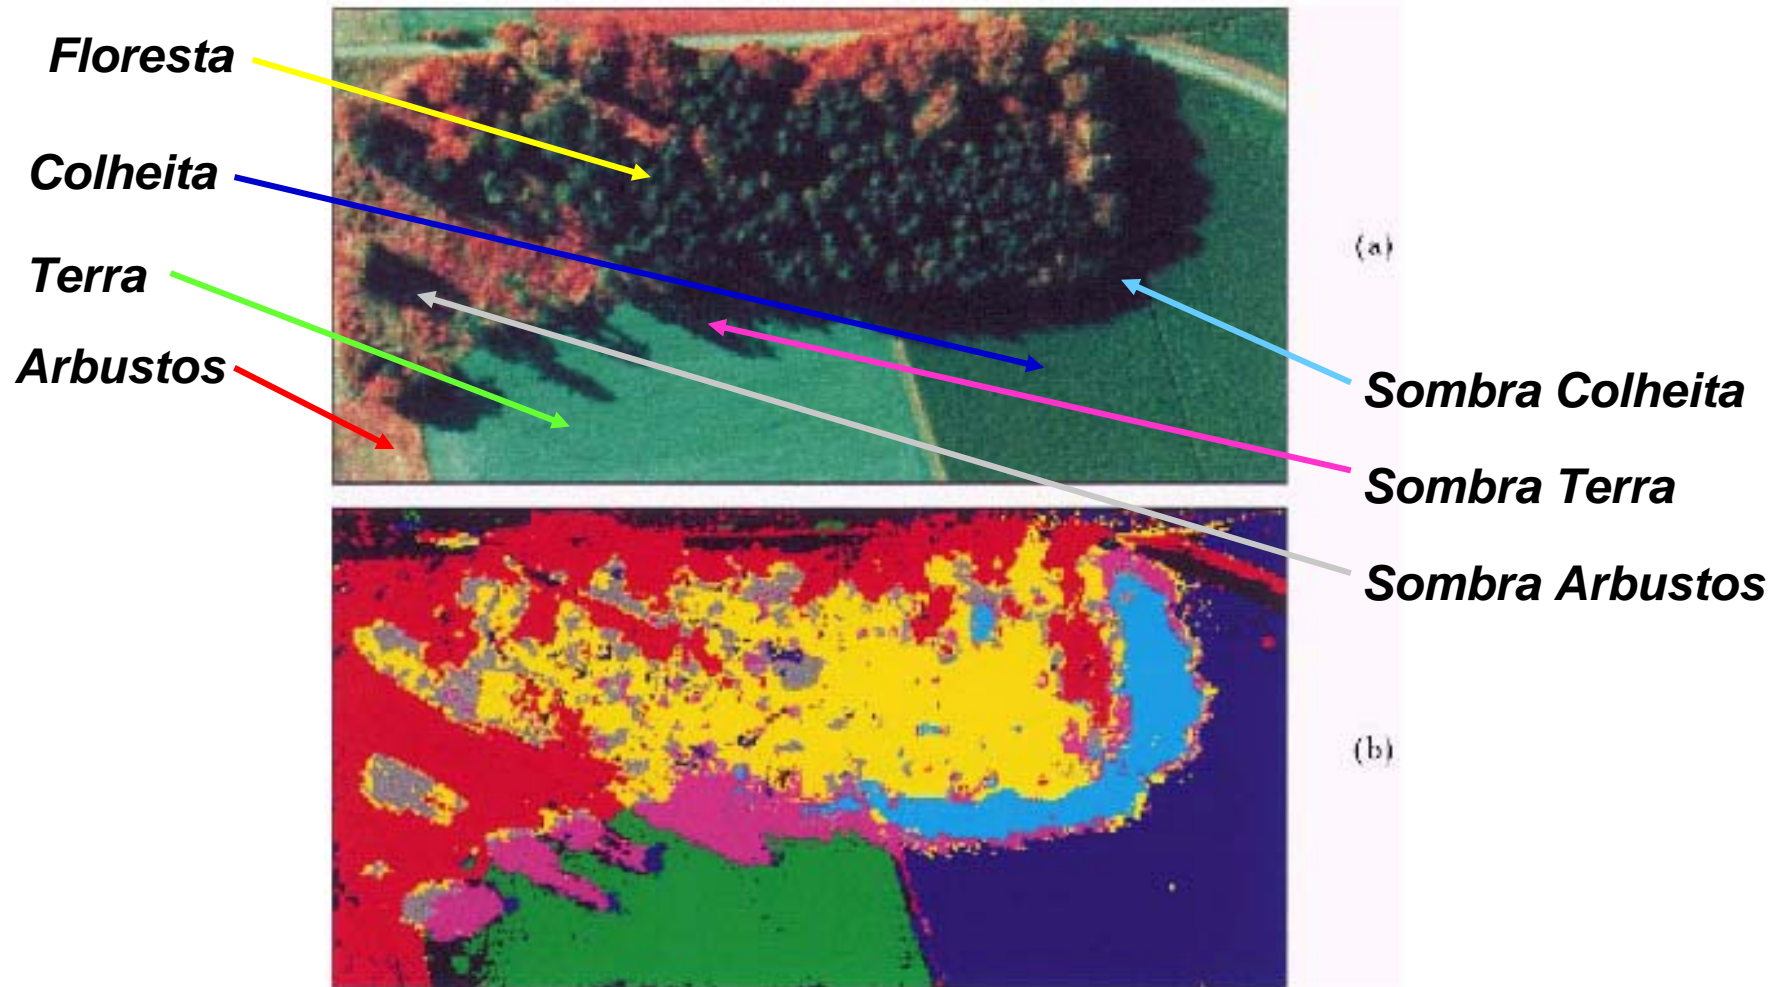 Floresta
Colheita
Terra
Arbustos
(a)
Sombra Colheita
Sombra Terra
Sombra Arbustos
(b)